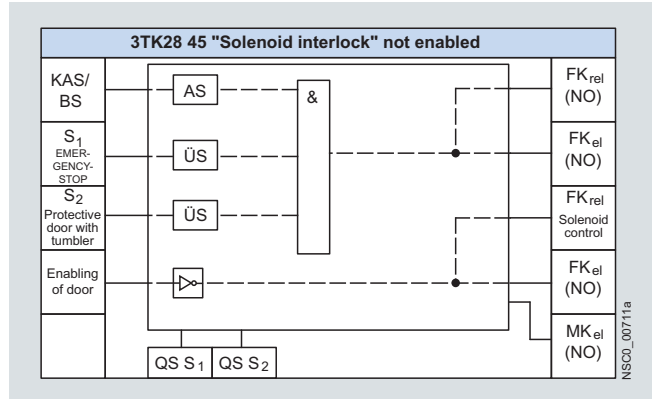 3TK28 45 "Solenoid interlock" not enabled
KAS/
BS
S1
EMER-
GENCY-
STOP
S2
Protective
door with
tumbler
Enabling
of door
AS
ÜS
ÜS
&
QS S1
QS S2
FKrel
(NO)
FKel
(NO)
FKrel
Solenoid
control
FKel
(NO)
MKel
(NO)
NSC0_00711a